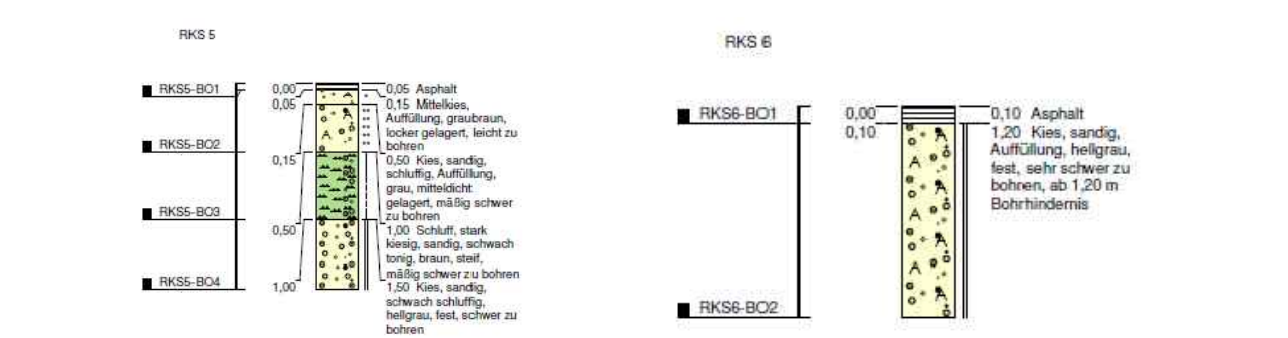 RKS 5
RKS5-BO1
RKS5-BO2
RKS5-BO3
RKS5-BO4
0,00
0,05
0,15
0,50
1,00
0,05 Asphalt
0,15 Mittelkies,
Auffüllung, graubraun,
locker gelagert, leicht zu
bohren
0,50 Kies, sandig,
schluffig, Auffüllung,
grau, mitteldicht
gelagert, mäßig schwer
zu bohren
1,00 Schluff, stark
kiesig, sandig, schwach
tonig, braun, steif,
mäßig schwer zu bohren
1,50 Kies, sandig,
schwach schluffig,
hellgrau, fest, schwer zu
bohren
RKS 6
RKS6-BO1
RKS6-BO2
0,00
0,10
0,10 Asphalt
1,20 Kies, sandig,
Auffüllung, hellgrau,
fest, sehr schwer zu
bohren, ab 1,20 m
Bohrhindernis